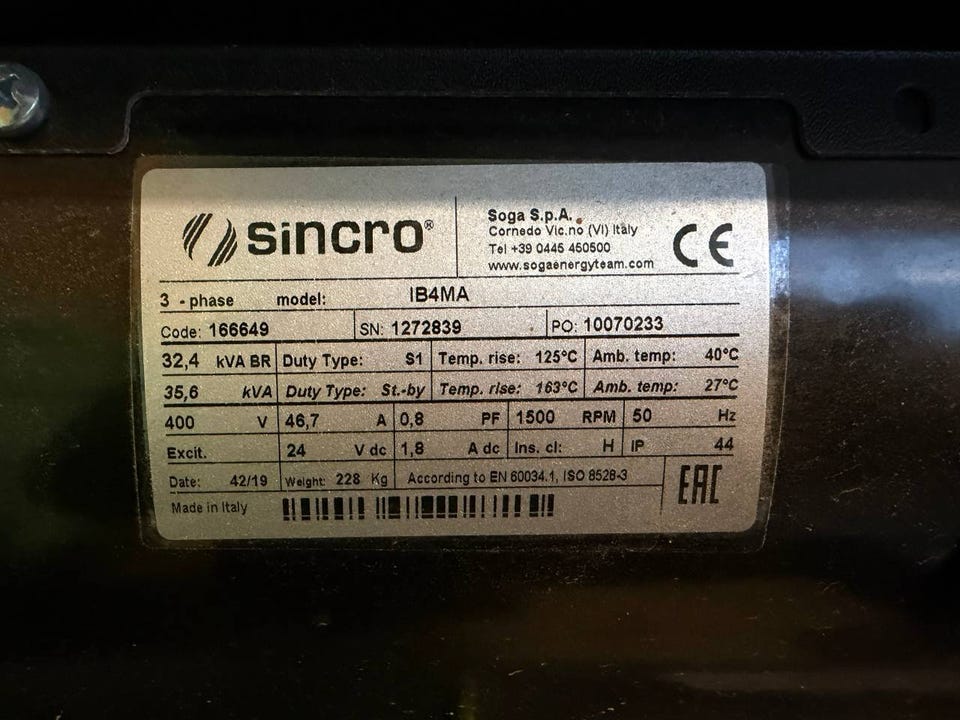 sincro®
Soga S.p.A.
Cornedo Vic.no (VI) Italy
Tel +39 0445 450500
www.sogaenergyteam.com
CE
3 - phase model: IB4MA
Code: 166649 SN: 1272839 PO: 10070233
32,4 kVA BR Duty Type: S1 Temp. rise: 125°C Amb. temp: 40°C
35,6 kVA Duty Type: St.-by Temp. rise: 163°C Amb. temp: 27°C
400 V 46,7 A 0,8 PF 1500 RPM 50 Hz
Excit. 24 V dc 1,8 A dc Ins. cl: H IP 44
Date: 42/19 Weight: 228 Kg According to EN 60034.1, ISO 8528-3
EAC
Made in Italy